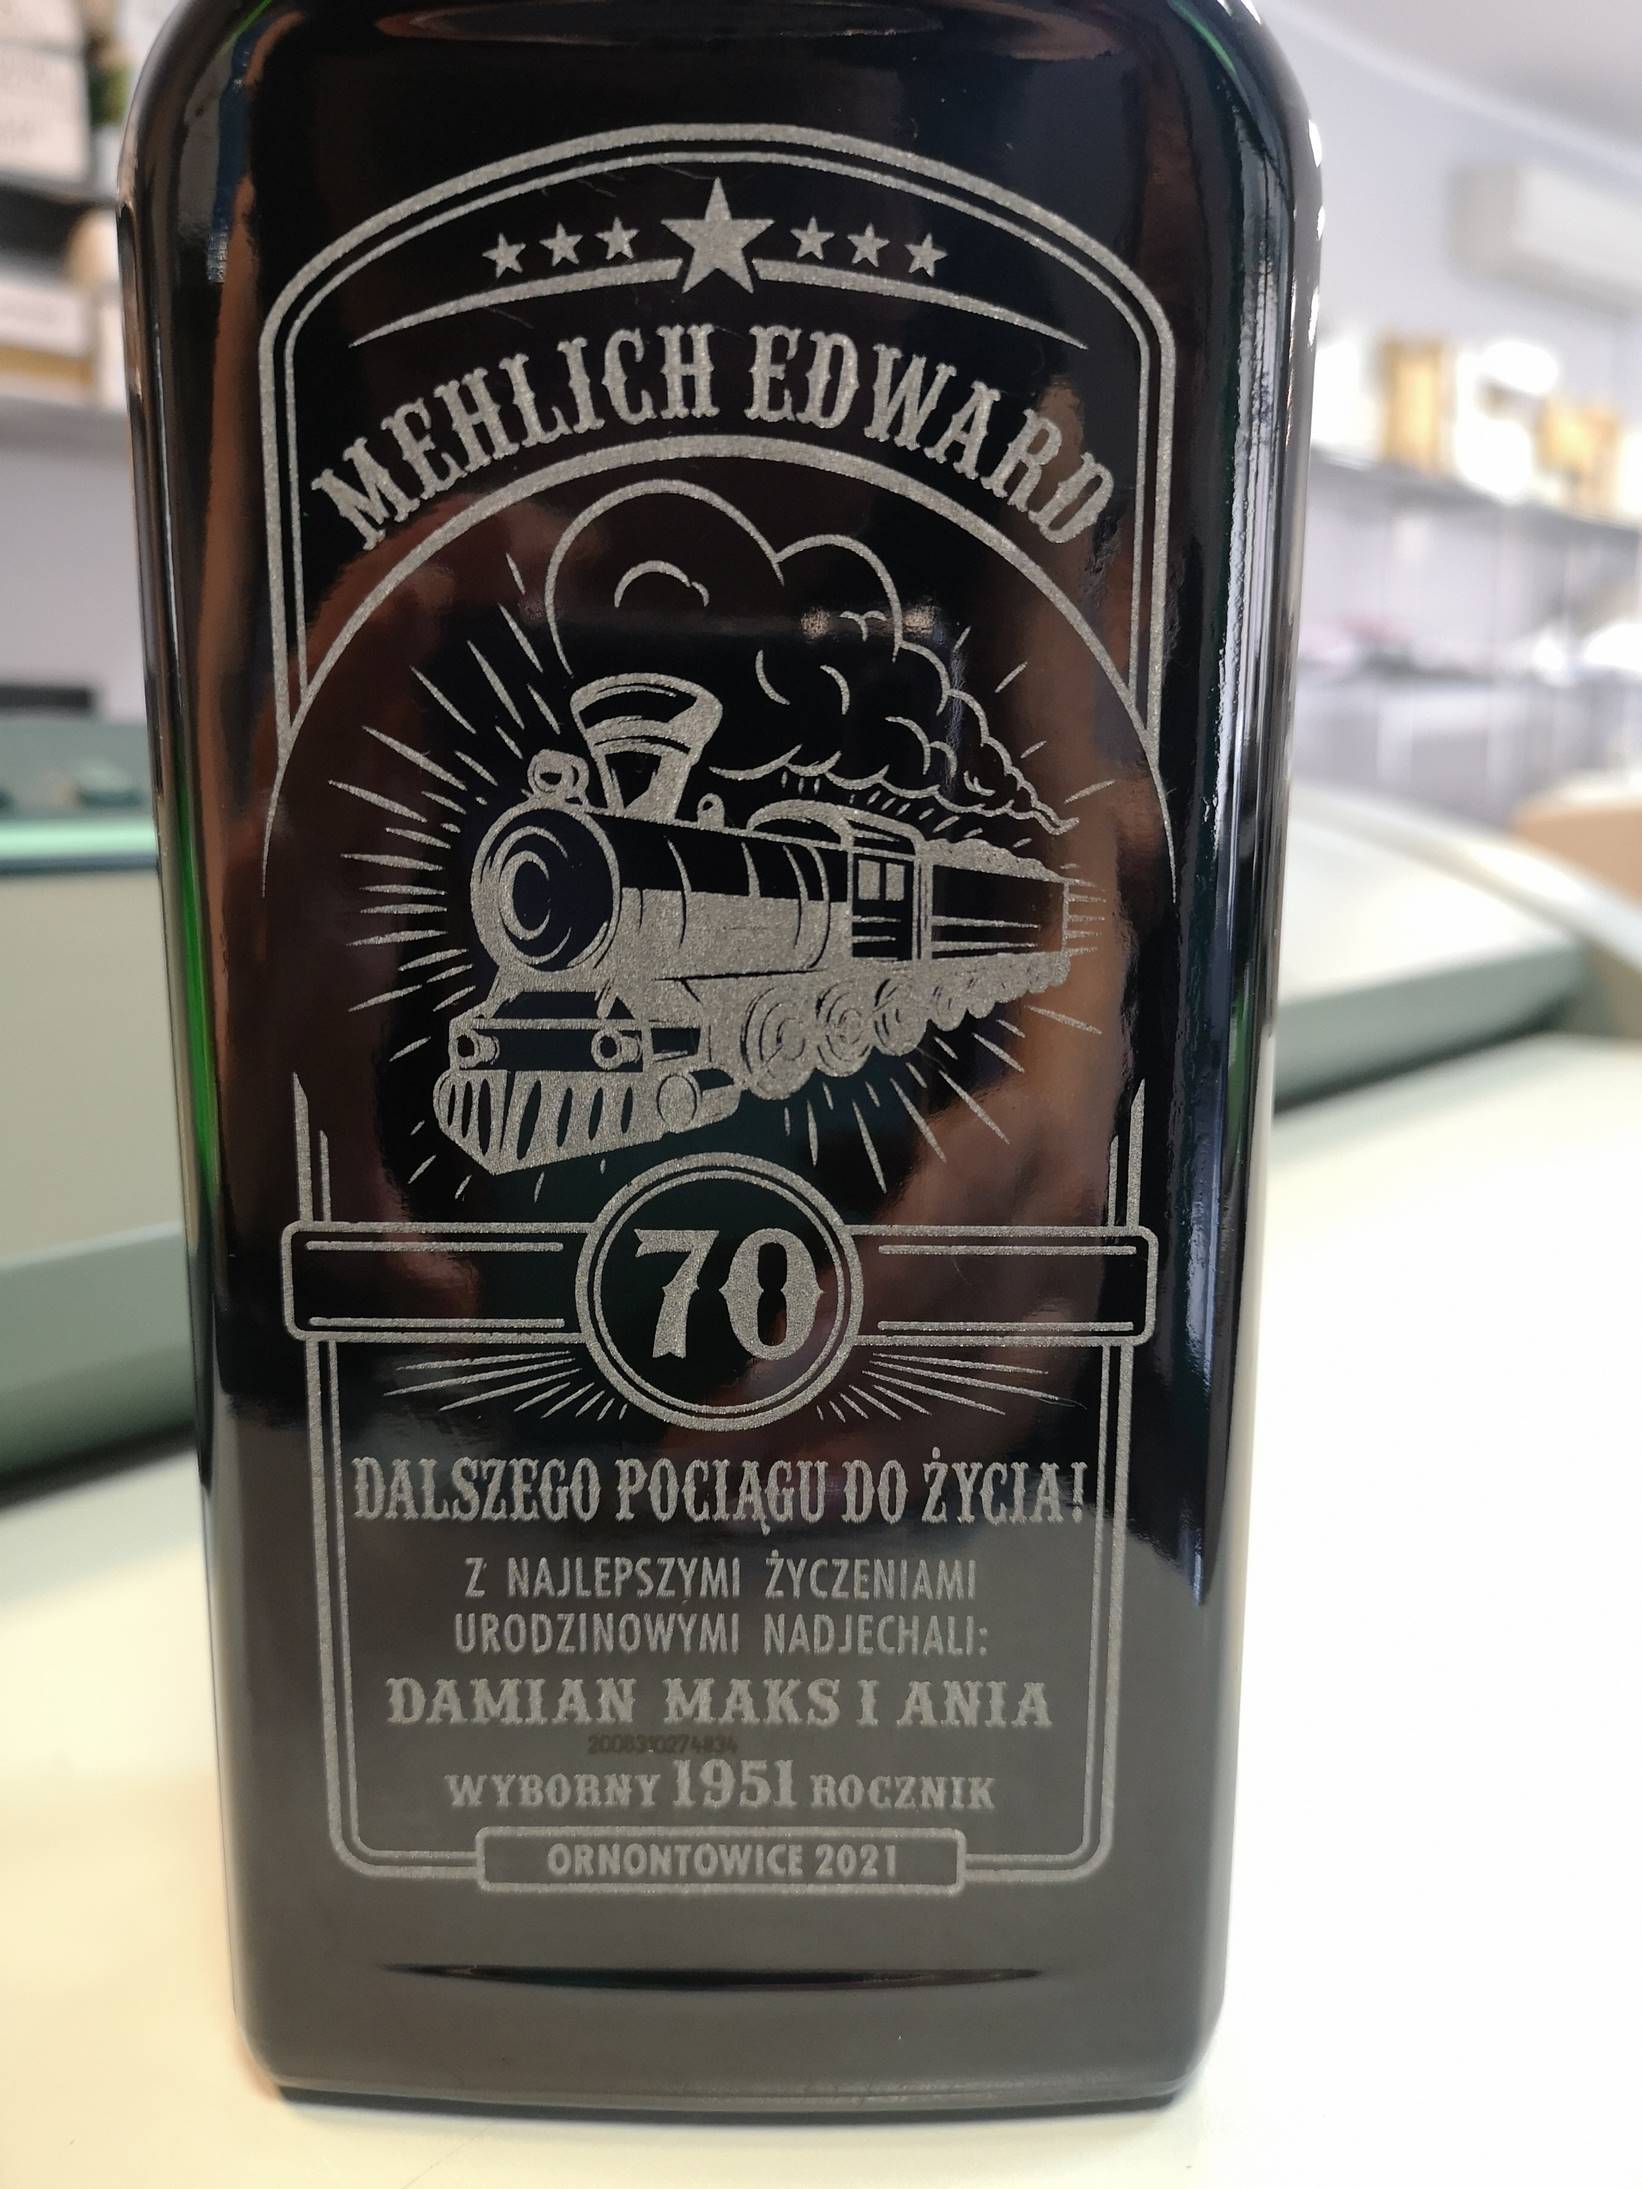 MEHLICH EDWARD
70
DALSZEGO POCIĄGU DO ŻYCIA!
Z NAJLEPSZYMI ŻYCZENIAMI
URODZINOWYMI NADJECHALI:
DAMIAN MAKS I ANIA
WYBORNY 1951 ROCZNIK
ORNONTOWICE 2021